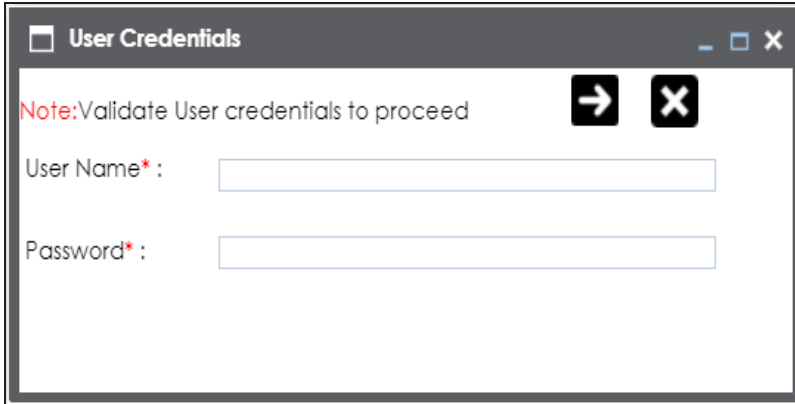 User Credentials
Note:Validate User credentials to proceed
User Name* :
Password* :